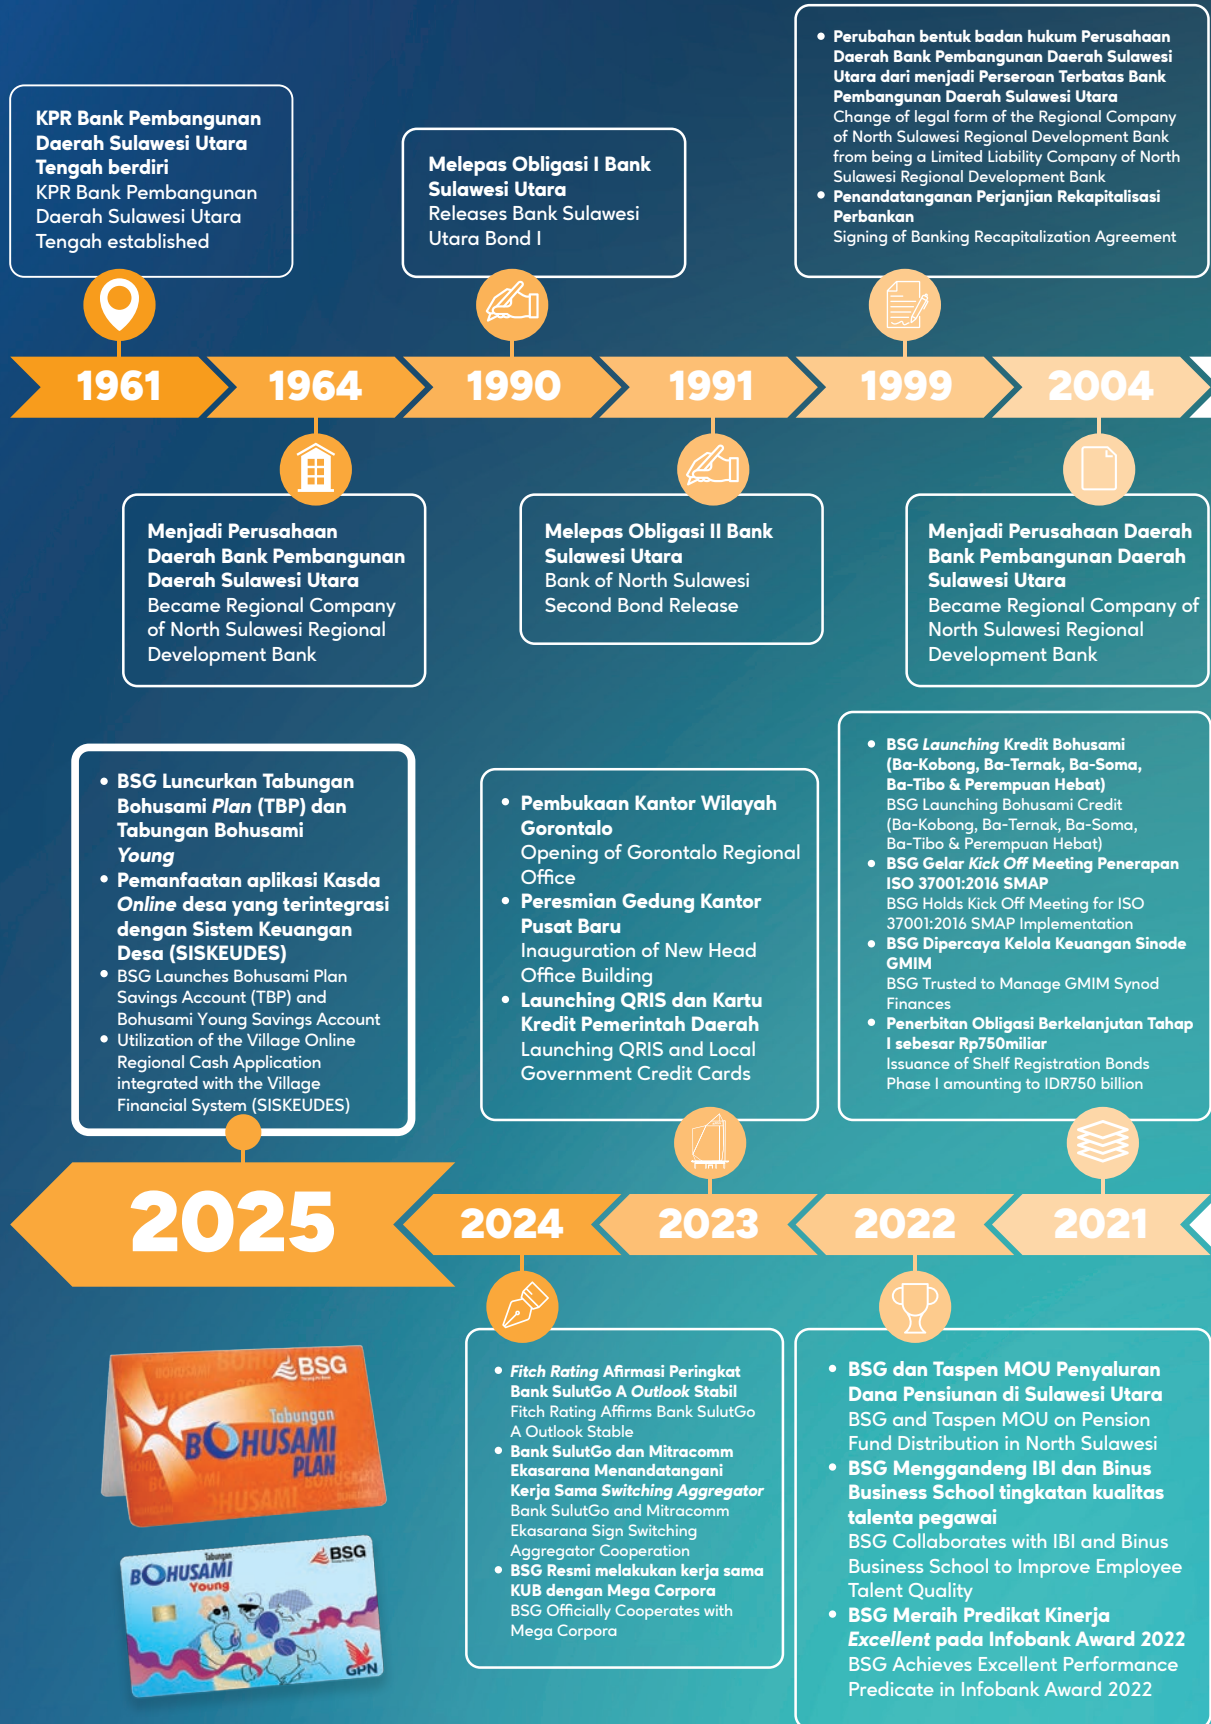 KPR Bank Pembangunan
Daerah Sulawesi Utara
Tengah berdiri
KPR Bank Pembangunan
Daerah Sulawesi Utara
Tengah established
Melepas Obligasi I Bank
Sulawesi Utara
Releases Bank Sulawesi
Utara Bond I
• Perubahan bentuk badan hukum Perusahaan
Daerah Bank Pembangunan Daerah Sulawesi
Utara dari menjadi Perseroan Terbatas Bank
Pembangunan Daerah Sulawesi Utara
Change of legal form of the Regional Company
of North Sulawesi Regional Development Bank
from being a Limited Liability Company of North
Sulawesi Regional Development Bank
• Penandatanganan Perjanjian Rekapitalisasi
Perbankan
Signing of Banking Recapitalization Agreement
1961
1964
1990
1991
1999
2004
Menjadi Perusahaan
Daerah Bank Pembangunan
Daerah Sulawesi Utara
Became Regional Company
of North Sulawesi Regional
Development Bank
Melepas Obligasi II Bank
Sulawesi Utara
Bank of North Sulawesi
Second Bond Release
Menjadi Perusahaan Daerah
Bank Pembangunan Daerah
Sulawesi Utara
Became Regional Company of
North Sulawesi Regional
Development Bank
• BSG Luncurkan Tabungan
Bohusami Plan (TBP) dan
Tabungan Bohusami
Young
• Pemanfaatan aplikasi Kasda
Online desa yang terintegrasi
dengan Sistem Keuangan
Desa (SISKEUDES)
• BSG Launches Bohusami Plan
Savings Account (TBP) and
Bohusami Young Savings Account
• Utilization of the Village Online
Regional Cash Application
integrated with the Village
Financial System (SISKEUDES)
• Pembukaan Kantor Wilayah
Gorontalo
Opening of Gorontalo Regional
Office
• Peresmian Gedung Kantor
Pusat Baru
Inauguration of New Head
Office Building
• Launching QRIS dan Kartu
Kredit Pemerintah Daerah
Launching QRIS and Local
Government Credit Cards
• BSG Launching Kredit Bohusami
(Ba-Kobong, Ba-Ternak, Ba-Soma,
Ba-Tibo & Perempuan Hebat)
BSG Launching Bohusami Credit
(Ba-Kobong, Ba-Ternak, Ba-Soma,
Ba-Tibo & Perempuan Hebat)
• BSG Gelar Kick Off Meeting Penerapan
ISO 37001:2016 SMAP
BSG Holds Kick Off Meeting for ISO
37001:2016 SMAP Implementation
• BSG Dipercaya Kelola Keuangan Sinode
GMIM
BSG Trusted to Manage GMIM Synod
Finances
• Penerbitan Obligasi Berkelanjutan Tahap
I sebesar Rp750miliar
Issuance of Shelf Registration Bonds
Phase I amounting to IDR750 billion
2025
2024
2023
2022
2021
BSG
Tabungan
BOHUSAMI
PLAN
Tabungan
BOHUSAMI
Young
BSG
GPN
• Fitch Rating Afirmasi Peringkat
Bank SulutGo A Outlook Stabil
Fitch Rating Affirms Bank SulutGo
A Outlook Stable
• Bank SulutGo dan Mitracomm
Ekasarana Menandatangani
Kerja Sama Switching Aggregator
Bank SulutGo and Mitracomm
Ekasarana Sign Switching
Aggregator Cooperation
• BSG Resmi melakukan kerja sama
KUB dengan Mega Corpora
BSG Officially Cooperates with
Mega Corpora
• BSG dan Taspen MOU Penyaluran
Dana Pensiunan di Sulawesi Utara
BSG and Taspen MOU on Pension
Fund Distribution in North Sulawesi
• BSG Menggandeng IBI dan Binus
Business School tingkatan kualitas
talenta pegawai
BSG Collaborates with IBI and Binus
Business School to Improve Employee
Talent Quality
• BSG Meraih Predikat Kinerja
Excellent pada Infobank Award 2022
BSG Achieves Excellent Performance
Predicate in Infobank Award 2022